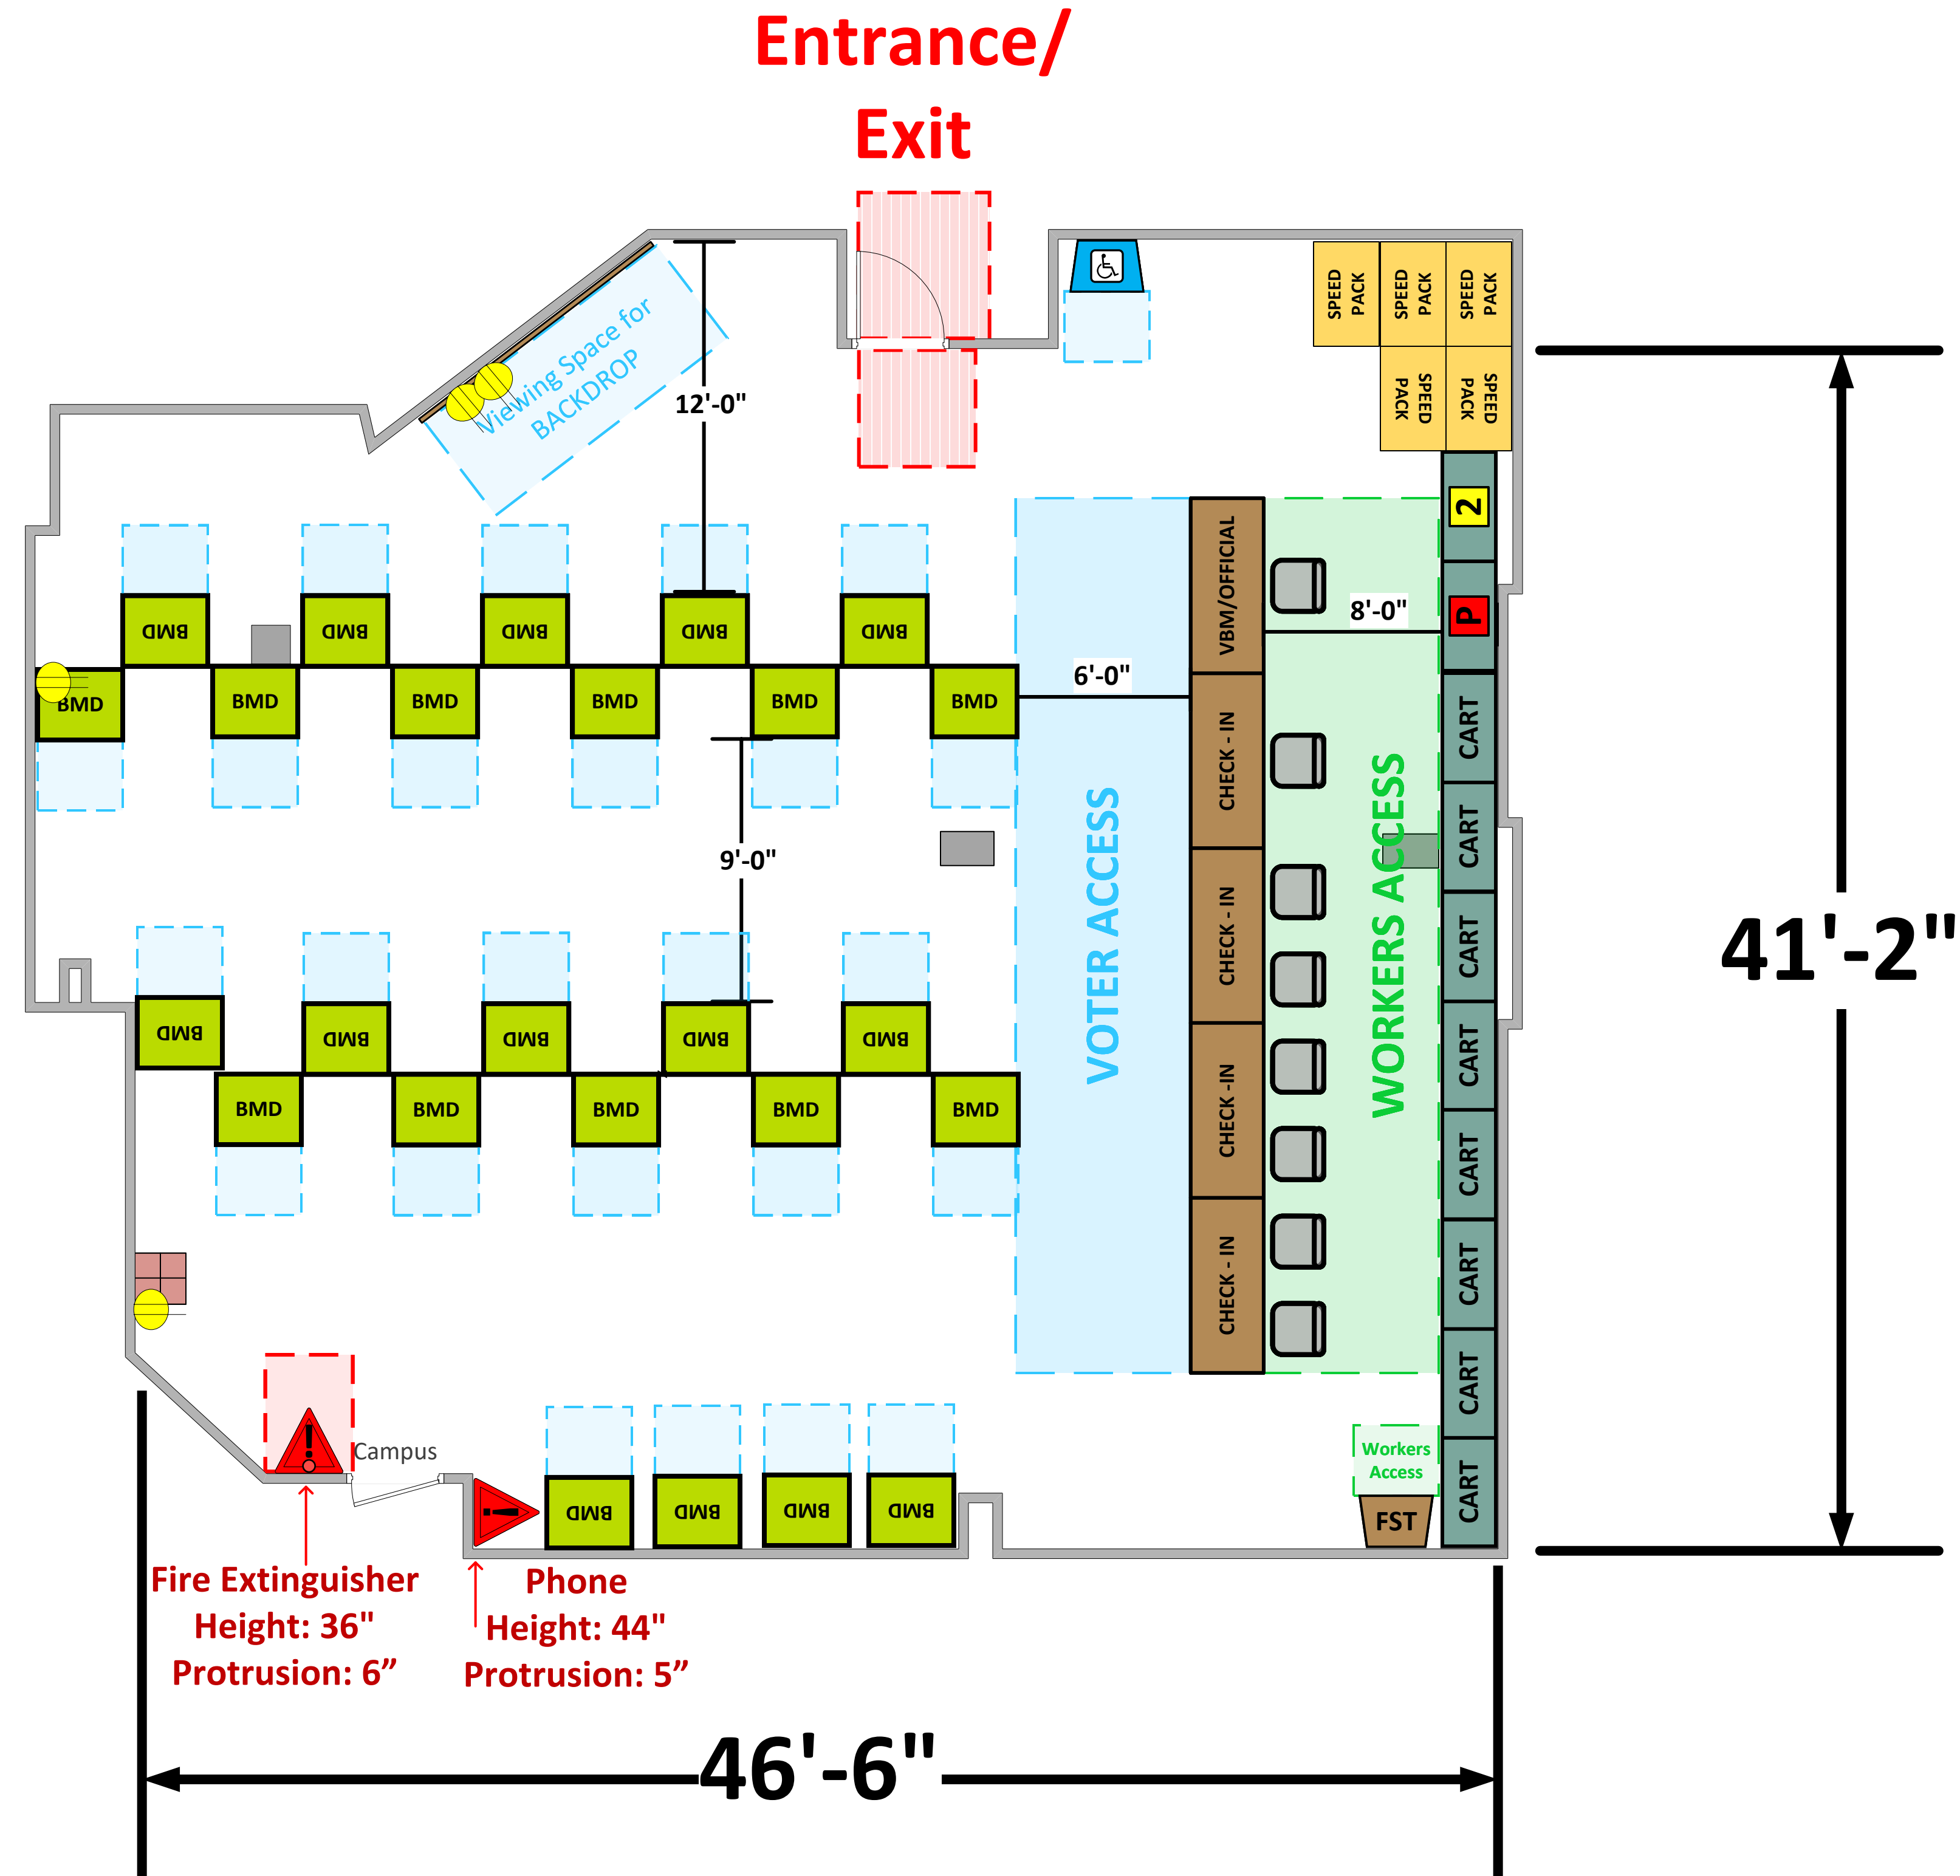 Entrance/
Exit
Viewing Space for
BACKDROP
12'-0"
SPEED
PACK
SPEED
PACK
SPEED
PACK
SPEED
PACK
SPEED
PACK
2
P
VBM/OFFICIAL
8'-0"
6'-0"
BMD
BMD
BMD
BMD
BMD
BMD
BMD
BMD
BMD
BMD
BMD
9'-0"
VOTER ACCESS
CHECK - IN
CHECK - IN
CHECK -IN
CHECK - IN
WORKERS ACCESS
CART
CART
CART
CART
CART
CART
CART
CART
41'-2"
BMD
BMD
BMD
BMD
BMD
BMD
BMD
BMD
BMD
BMD
Campus
BMD
BMD
BMD
BMD
Workers
Access
FST
Fire Extinguisher
Height: 36"
Protrusion: 6”
Phone
Height: 44"
Protrusion: 5”
46'-6"